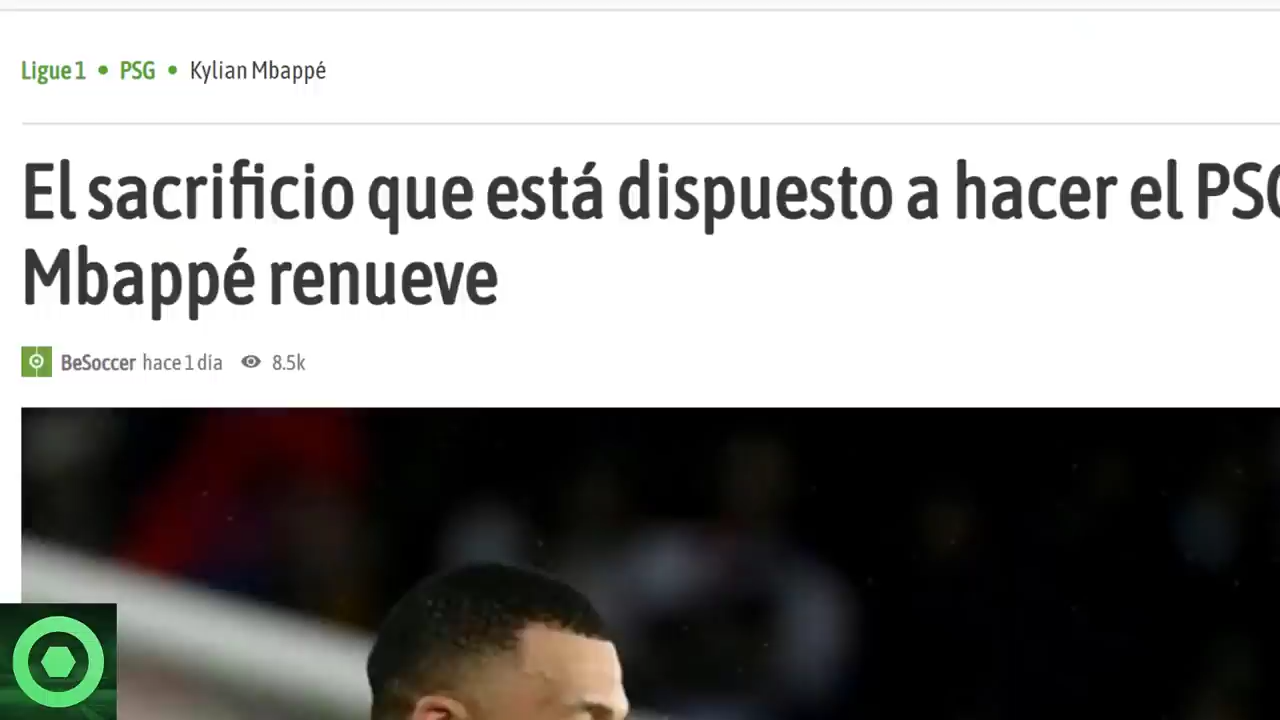 Ligue 1 • PSG • Kylian Mbappé
El sacrificio que está dispuesto a hacer el PSG
Mbappé renueve
BeSoccer hace 1 día 8.5k